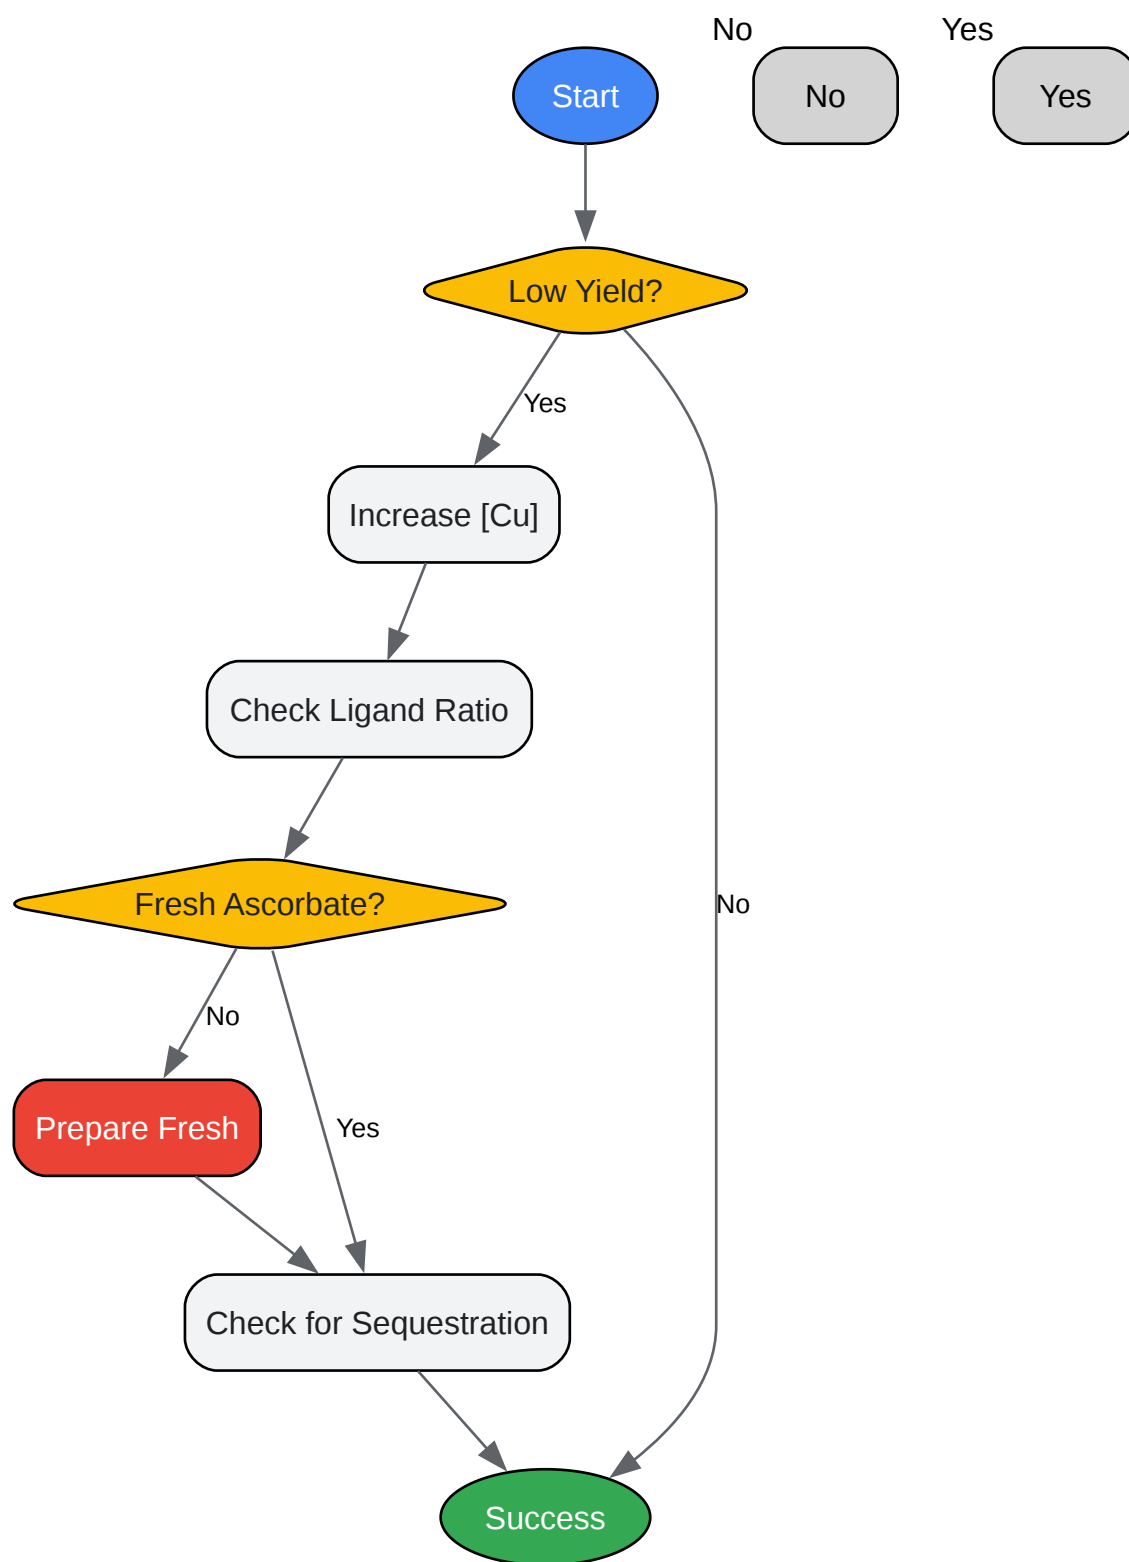 No
Yes
Start
No
Yes
Low Yield?
Yes
Increase [Cu]
Check Ligand Ratio
Fresh Ascorbate?
No
No
Prepare Fresh
Yes
Check for Sequestration
Success